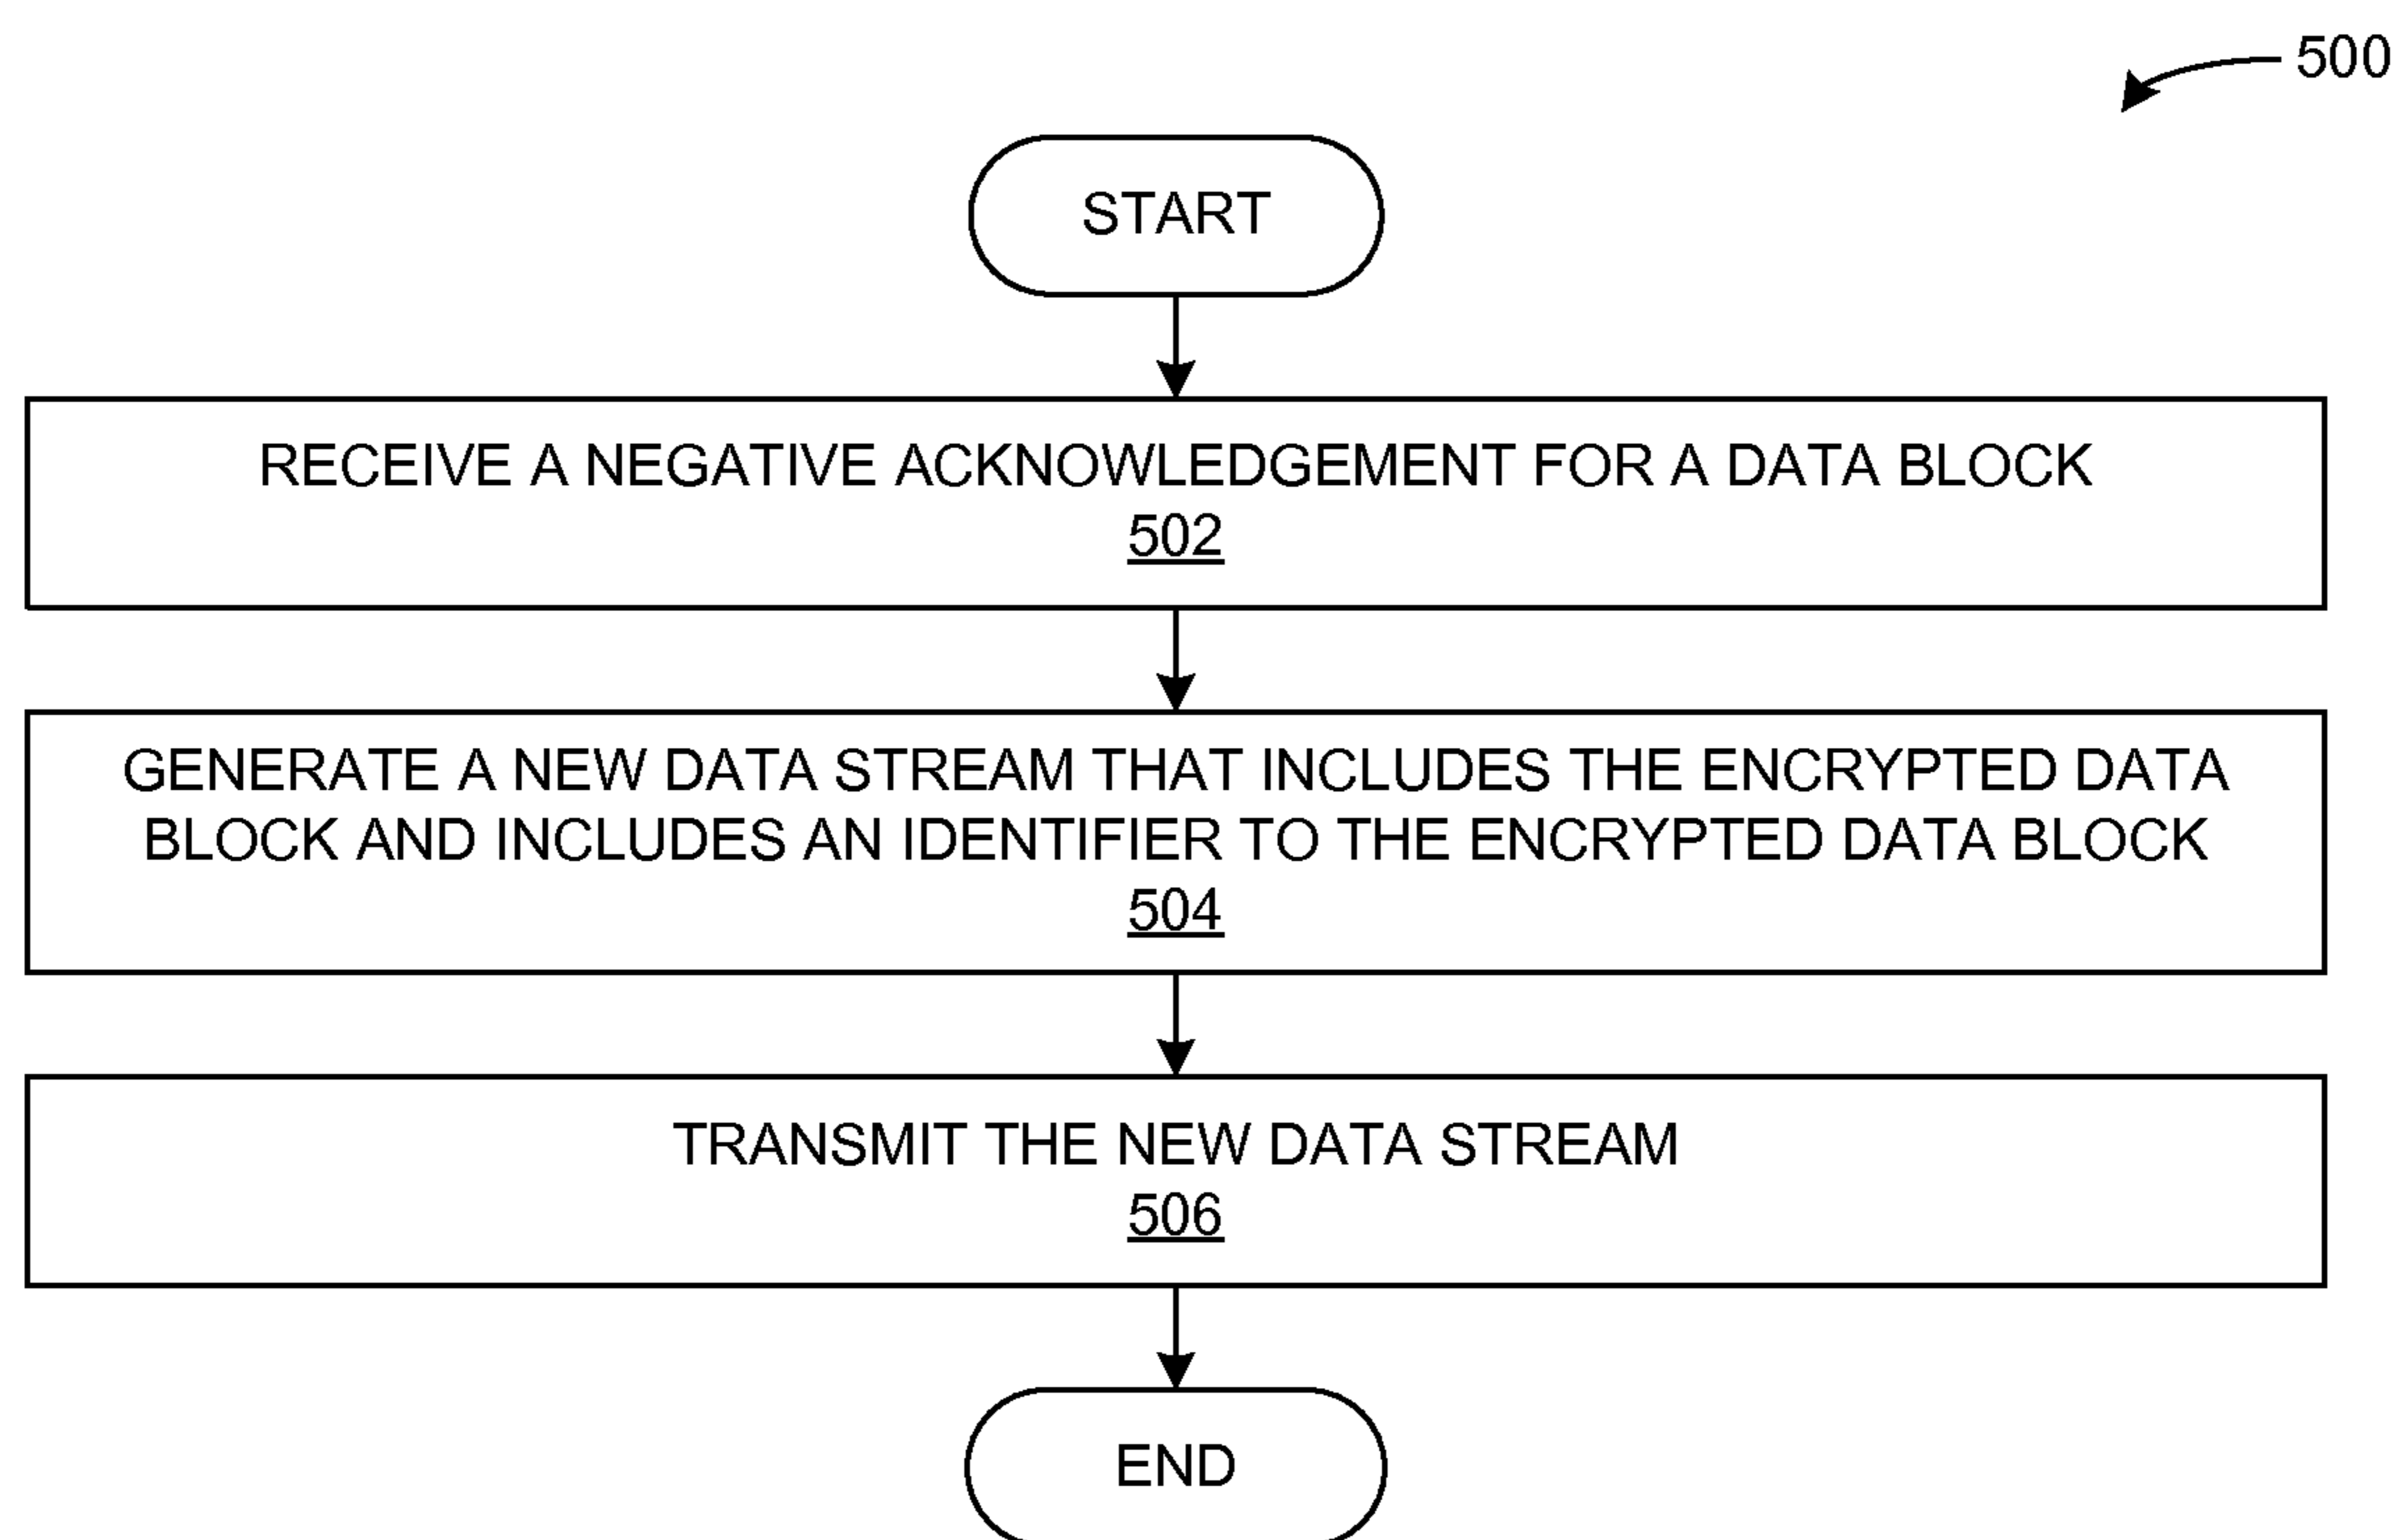 500
START
RECEIVE A NEGATIVE ACKNOWLEDGEMENT FOR A DATA BLOCK
502
GENERATE A NEW DATA STREAM THAT INCLUDES THE ENCRYPTED DATA
BLOCK AND INCLUDES AN IDENTIFIER TO THE ENCRYPTED DATA BLOCK
504
TRANSMIT THE NEW DATA STREAM
506
END